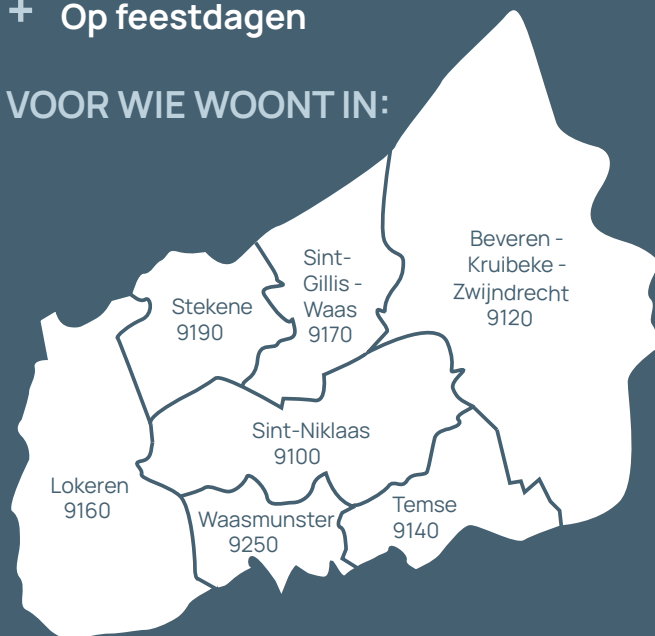 + Op feestdagen
VOOR WIE WOONT IN:
Beveren -
Kruibeke -
Zwijndrecht
9120
Sint-
Gillis -
Waas
9170
Stekene
9190
Sint-Niklaas
9100
Lokeren
9160
Waasmunster
9250
Temse
9140